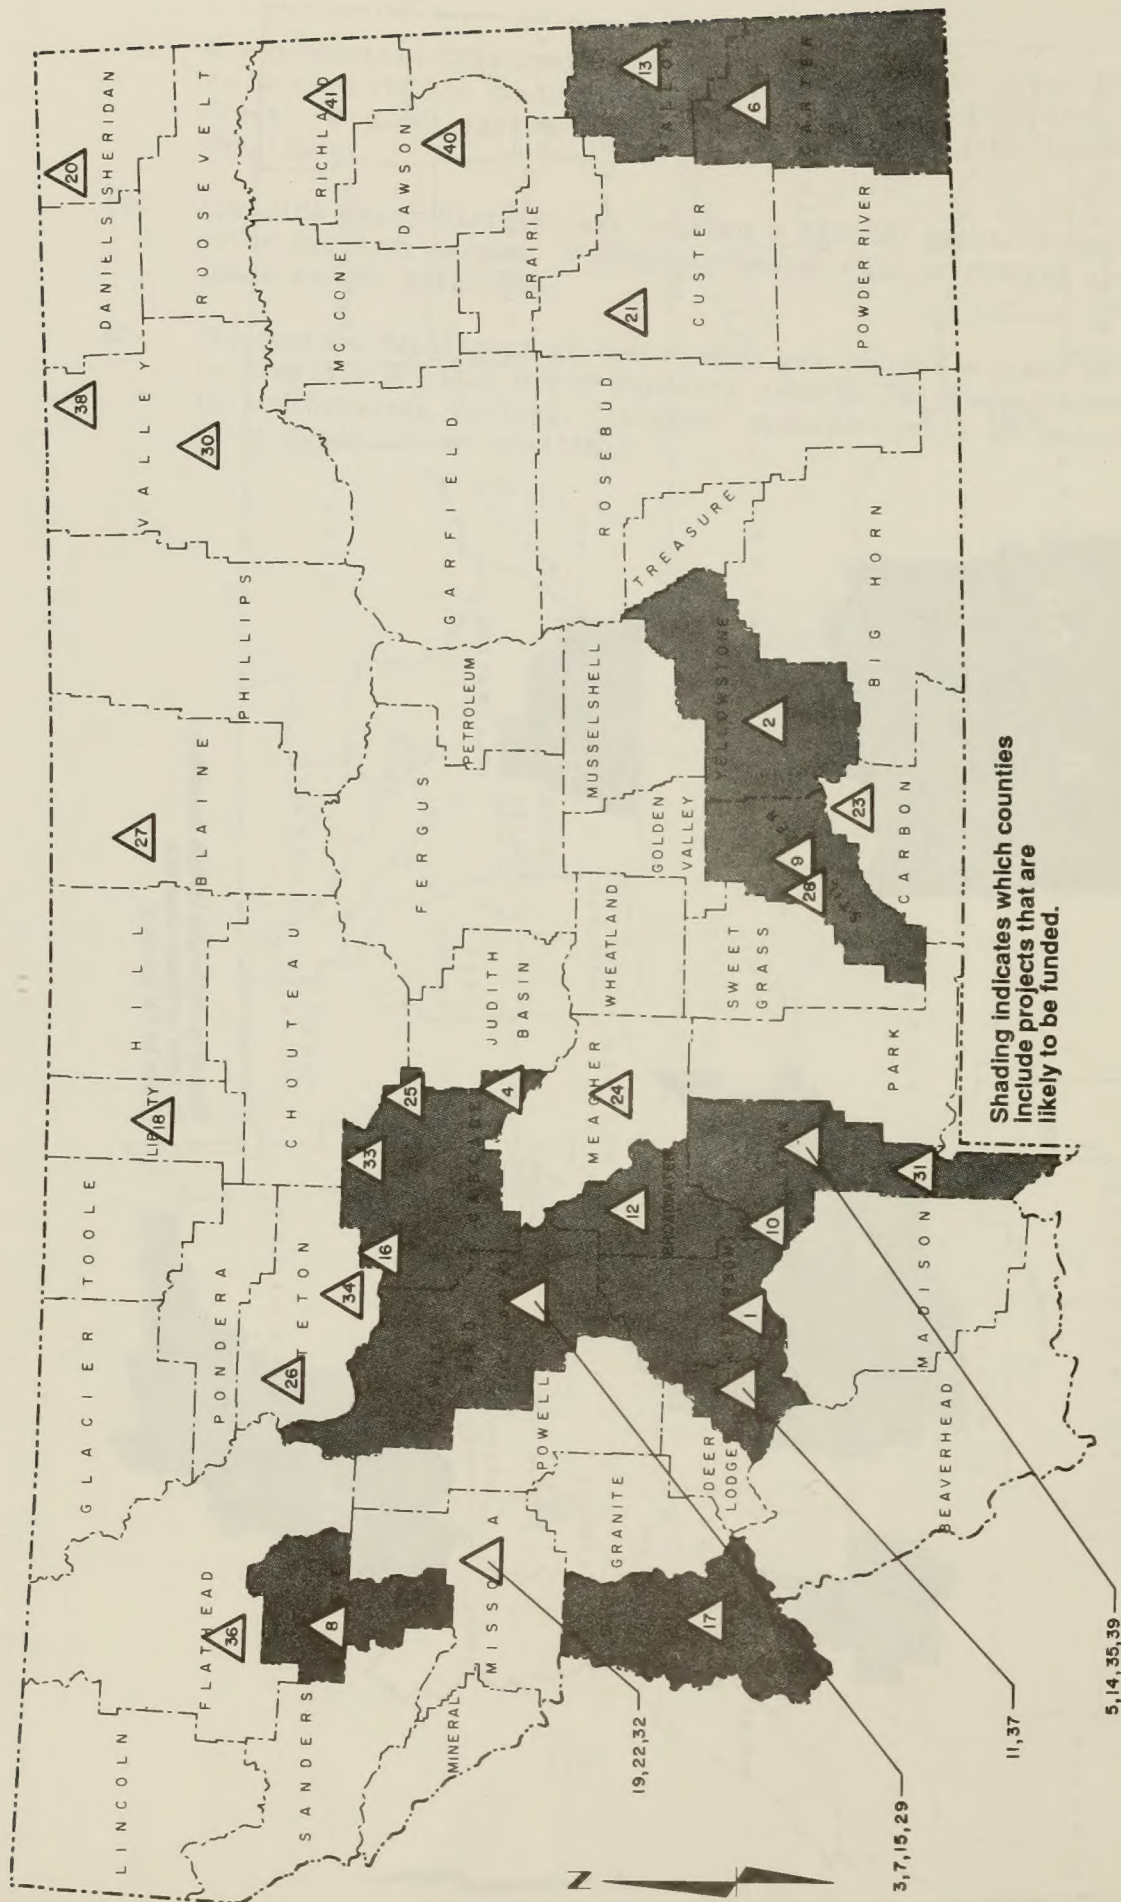 LINCOLN
FLATHEAD
36
GLACIER
TOOLE
LIBERTY
18
HILL
BLAINE
27
PHILLIPS
VALLEY
38
30
DANIELS
SHERIDAN
20
ROOSEVELT
SANDERS
8
PONDERA
26
TETON
34
16
33
25
CHOUTEAU
MC CONE
RICHLAND
41
DAWSON
40
MINERAL
MISSOULA
POWELL
LEWIS
AND
CASCADE
4
JUDITH
BASIN
FERGUS
PETROLEUM
GARFIELD
PRAIRIE
19,22,32
GRANITE
17
DEER
LODGE
JEFFERSON
1
10
BROADWATER
12
MEAGHER
24
WHEATLAND
GOLDEN
VALLEY
MUSSELSHELL
TREASURE
ROSEBUD
CUSTER
21
FALLON
13
6
CARTER
SWEET
GRASS
28
9
YELLOWSTONE
2
23
CARBON
BIG HORN
POWDER RIVER
BEAVERHEAD
MADISON
31
PARK
3,7,15,29
11,37
5,14,35,39
N
Shading indicates which counties
include projects that are
likely to be funded.